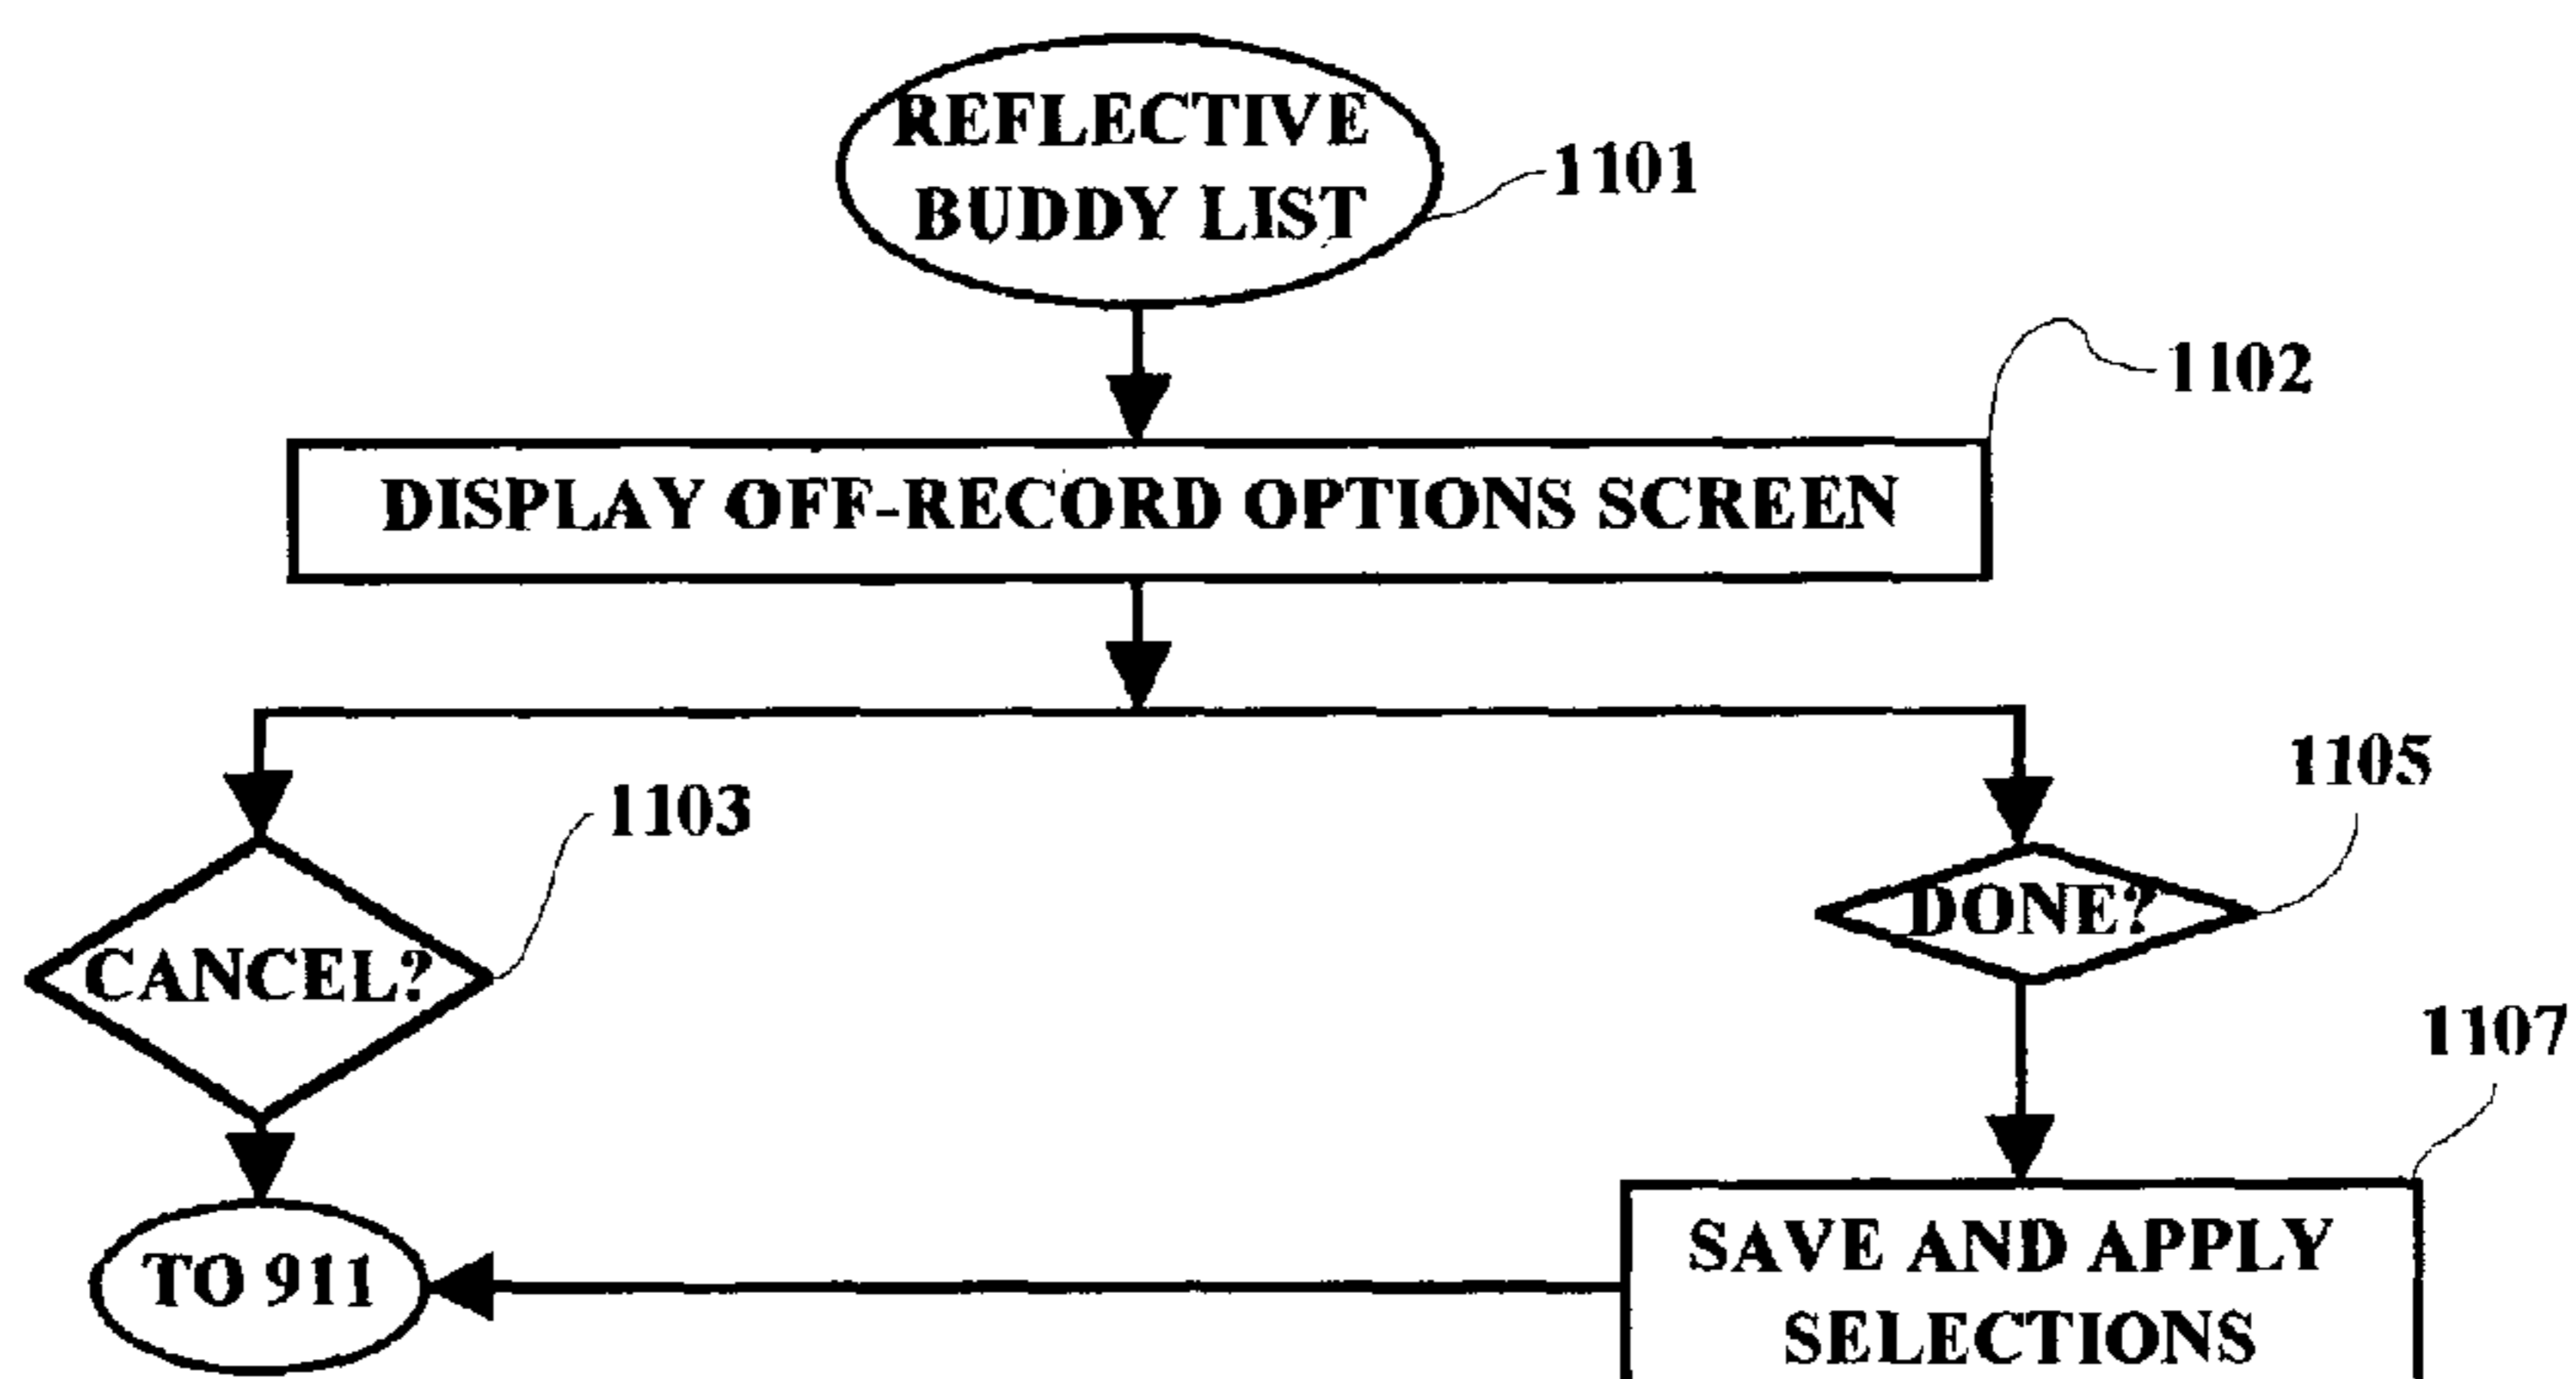 REFLECTIVE
BUDDY LIST
1101
1102
DISPLAY OFF-RECORD OPTIONS SCREEN
1103
1105
CANCEL?
DONE?
1107
TO 911
SAVE AND APPLY
SELECTIONS